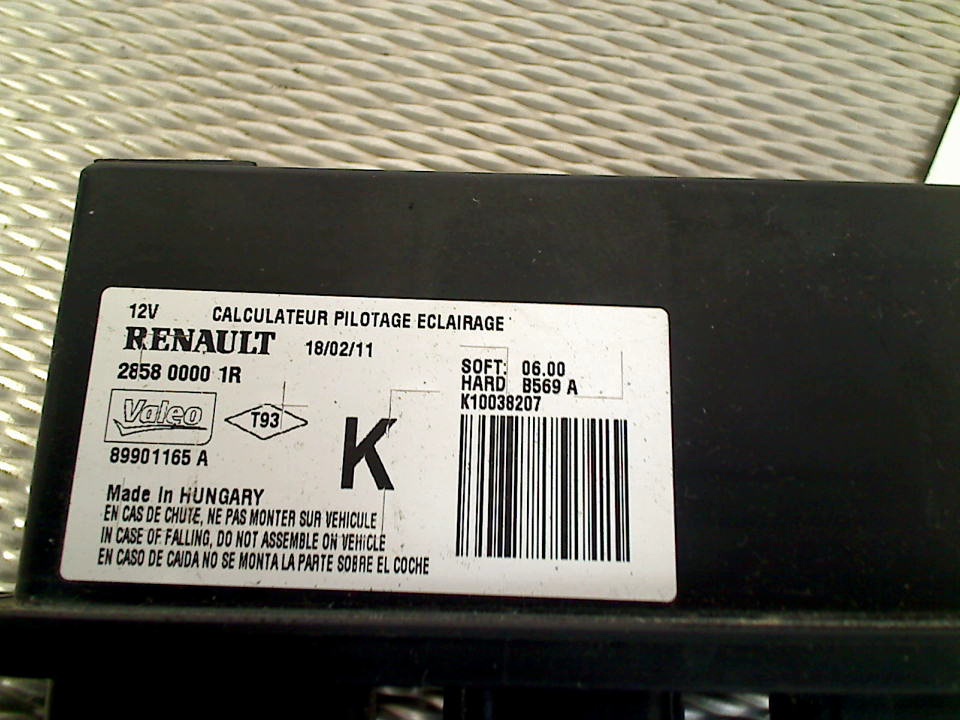 12V CALCULATEUR PILOTAGE ECLAIRAGE
RENAULT 18/02/11
2858 0000 1R
SOFT: 06.00
HARD B569 A
K10038207
Valeo
T93
K
89901165 A
Made In HUNGARY
EN CAS DE CHUTE, NE PAS MONTER SUR VEHICULE
IN CASE OF FALLING, DO NOT ASSEMBLE ON VEHICLE
EN CASO DE CAIDA NO SE MONTA LA PARTE SOBRE EL COCHE